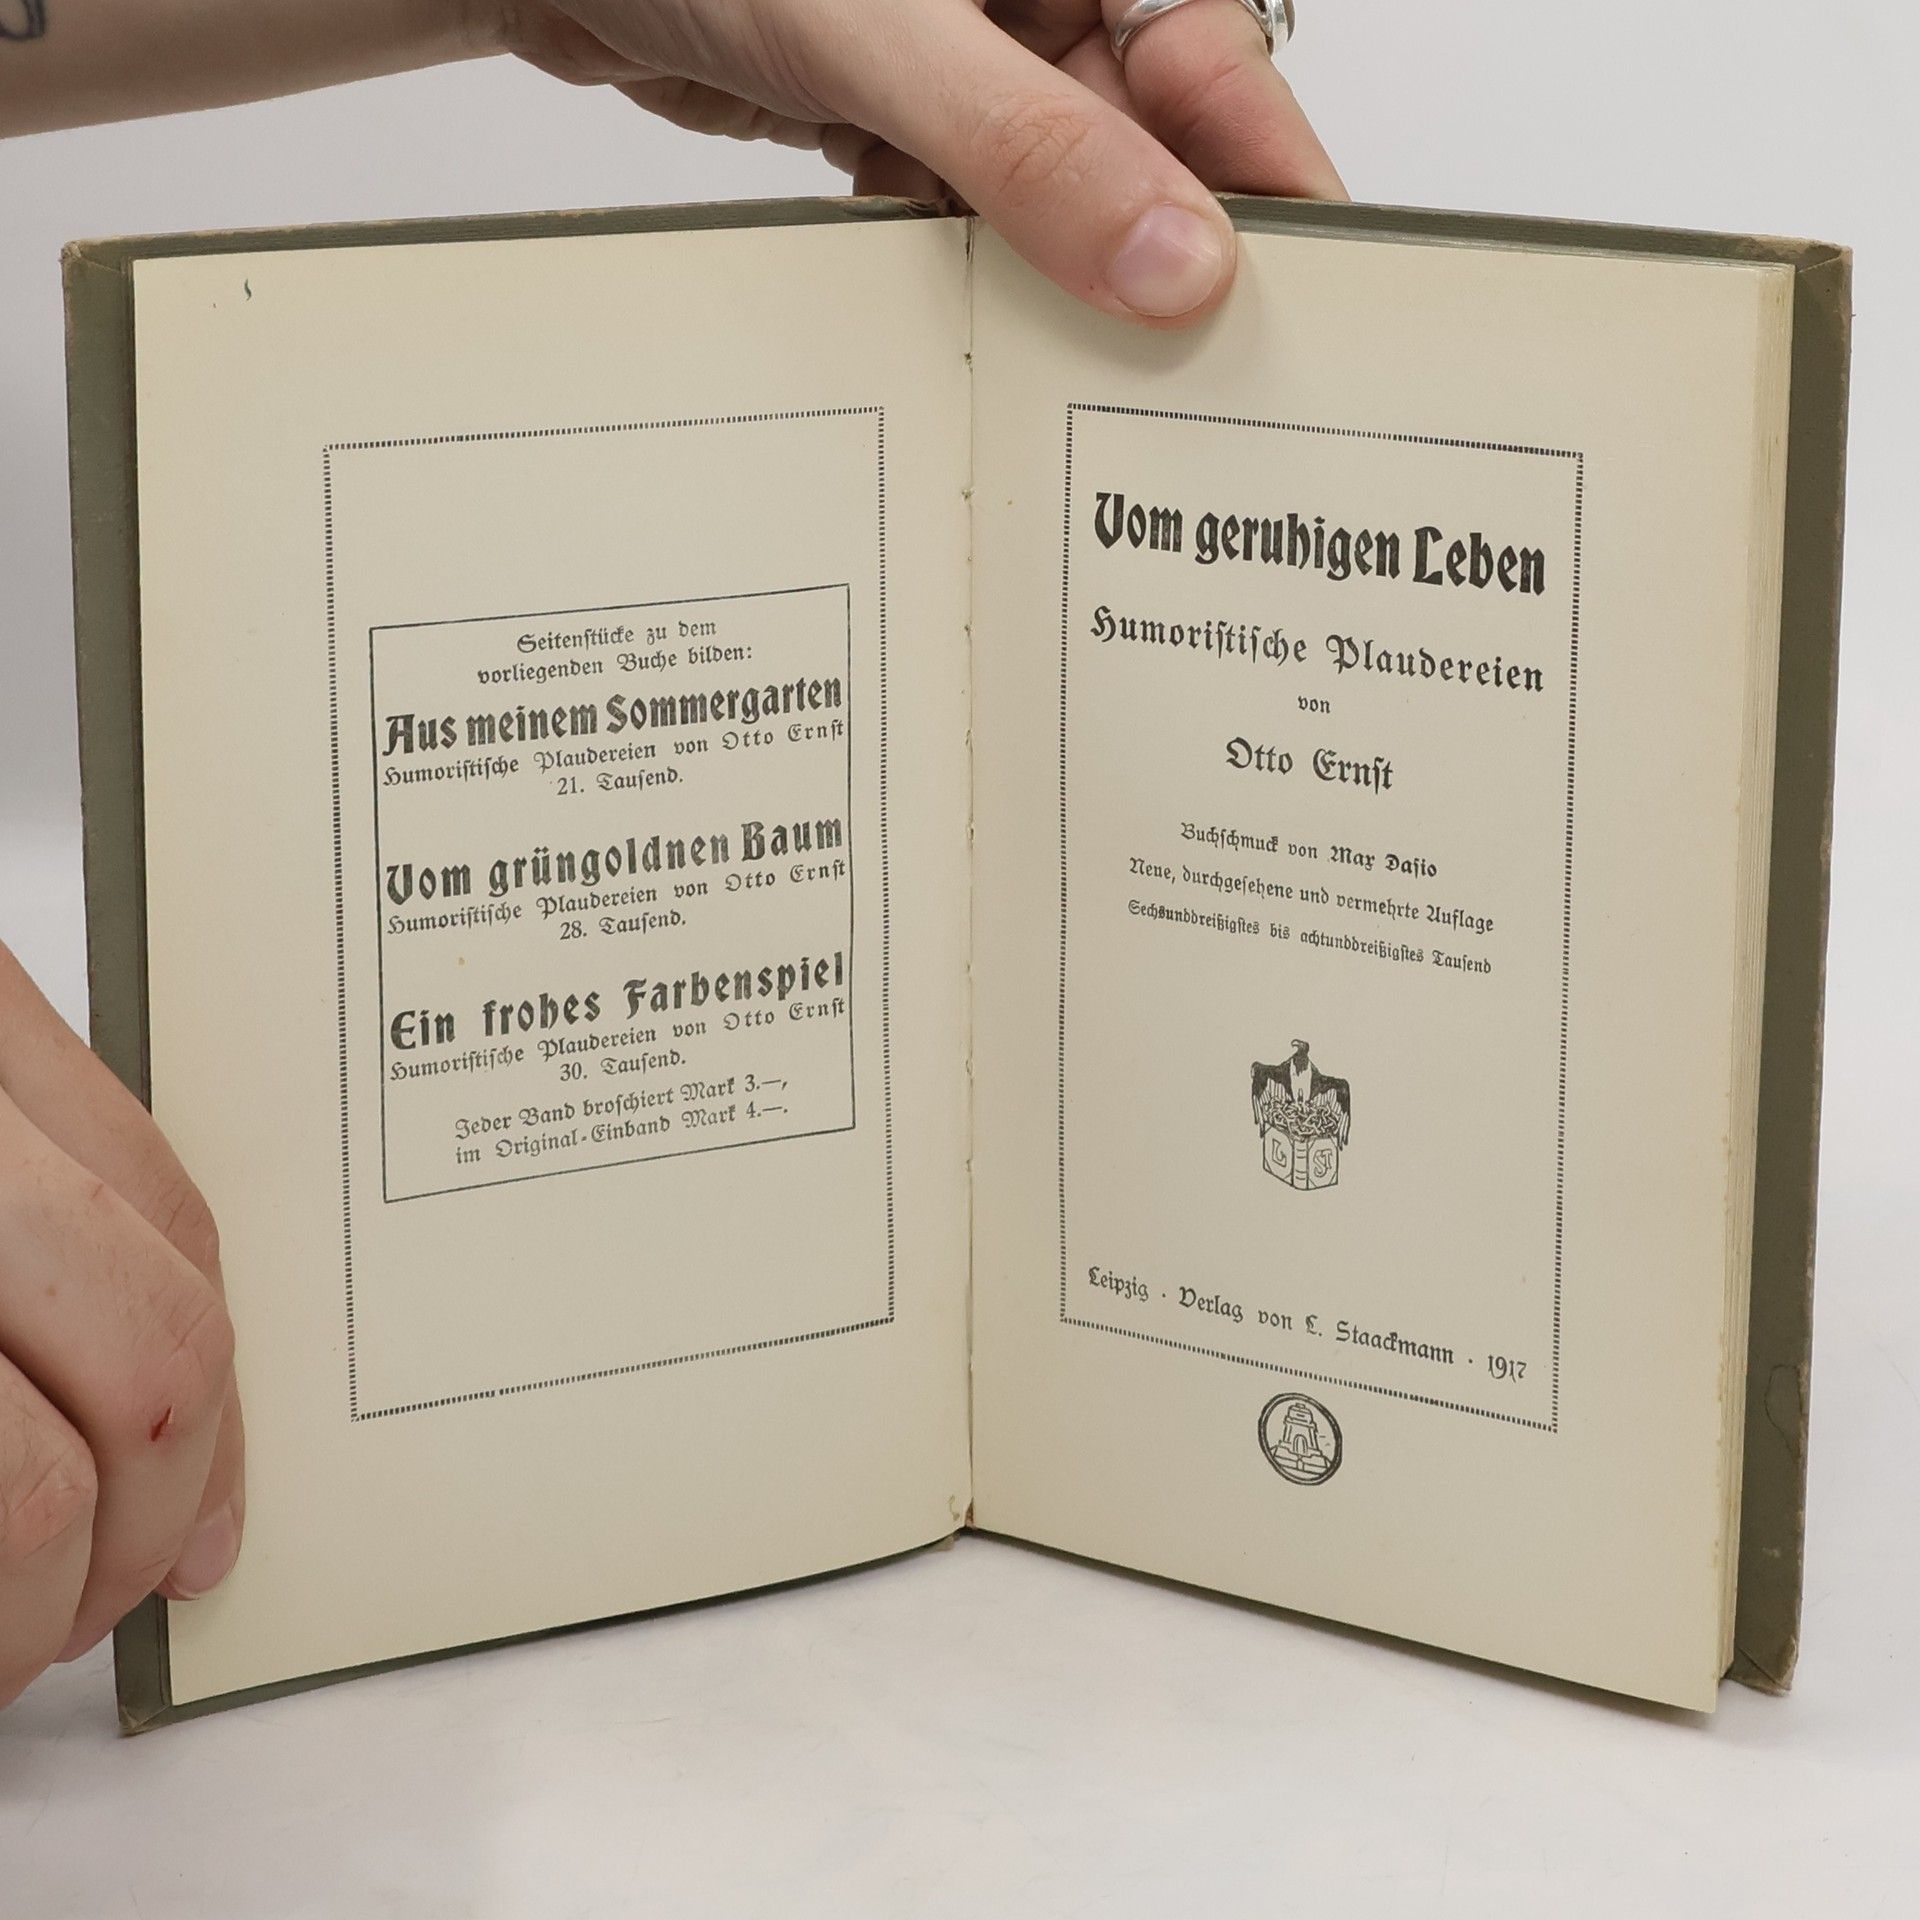 Seitenstücke zu dem
vorliegenden Buche bilden:
Aus meinem Sommergarten
Humoristische Plaudereien von Otto Ernst
21. Tausend.
Vom grüngoldnen Baum
Humoristische Plaudereien von Otto Ernst
28. Tausend.
Ein frohes Farbenspiel
Humoristische Plaudereien von Otto Ernst
30. Tausend.
Jeder Band broschiert Mark 3.—,
im Original-Einband Mark 4.—.
Vom geruhigen Leben
Humoristische Plaudereien
von
Otto Ernst
Buchschmuck von Max Dasio
Neue, durchgesehene und vermehrte Auflage
Sechsunddreißigstes bis achtunddreißigstes Tausend
L ST
Leipzig · Verlag von L. Staackmann · 1917